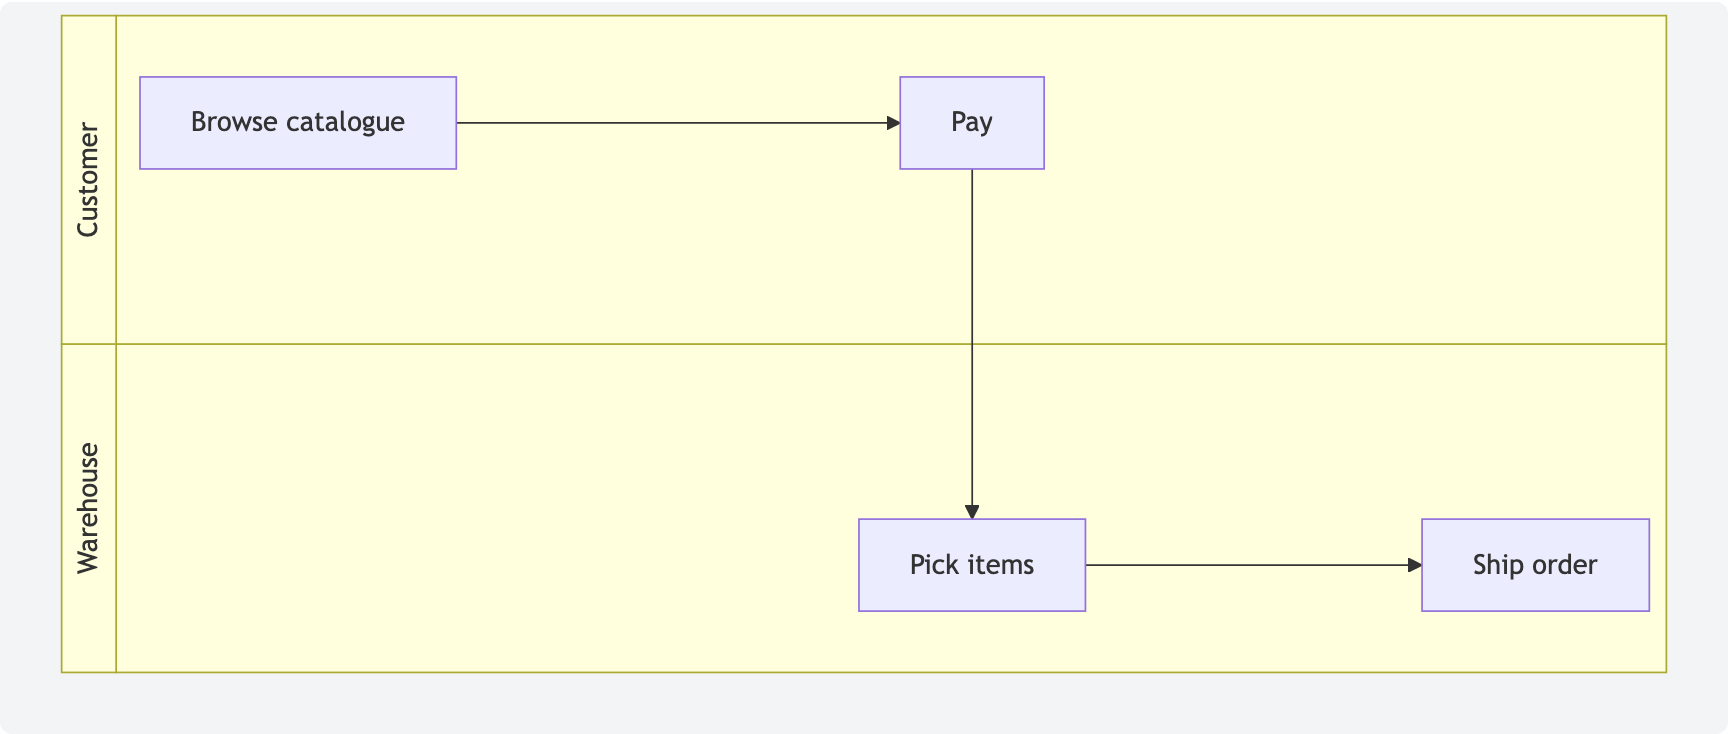 Customer
Browse catalogue
Pay
Warehouse
Pick items
Ship order